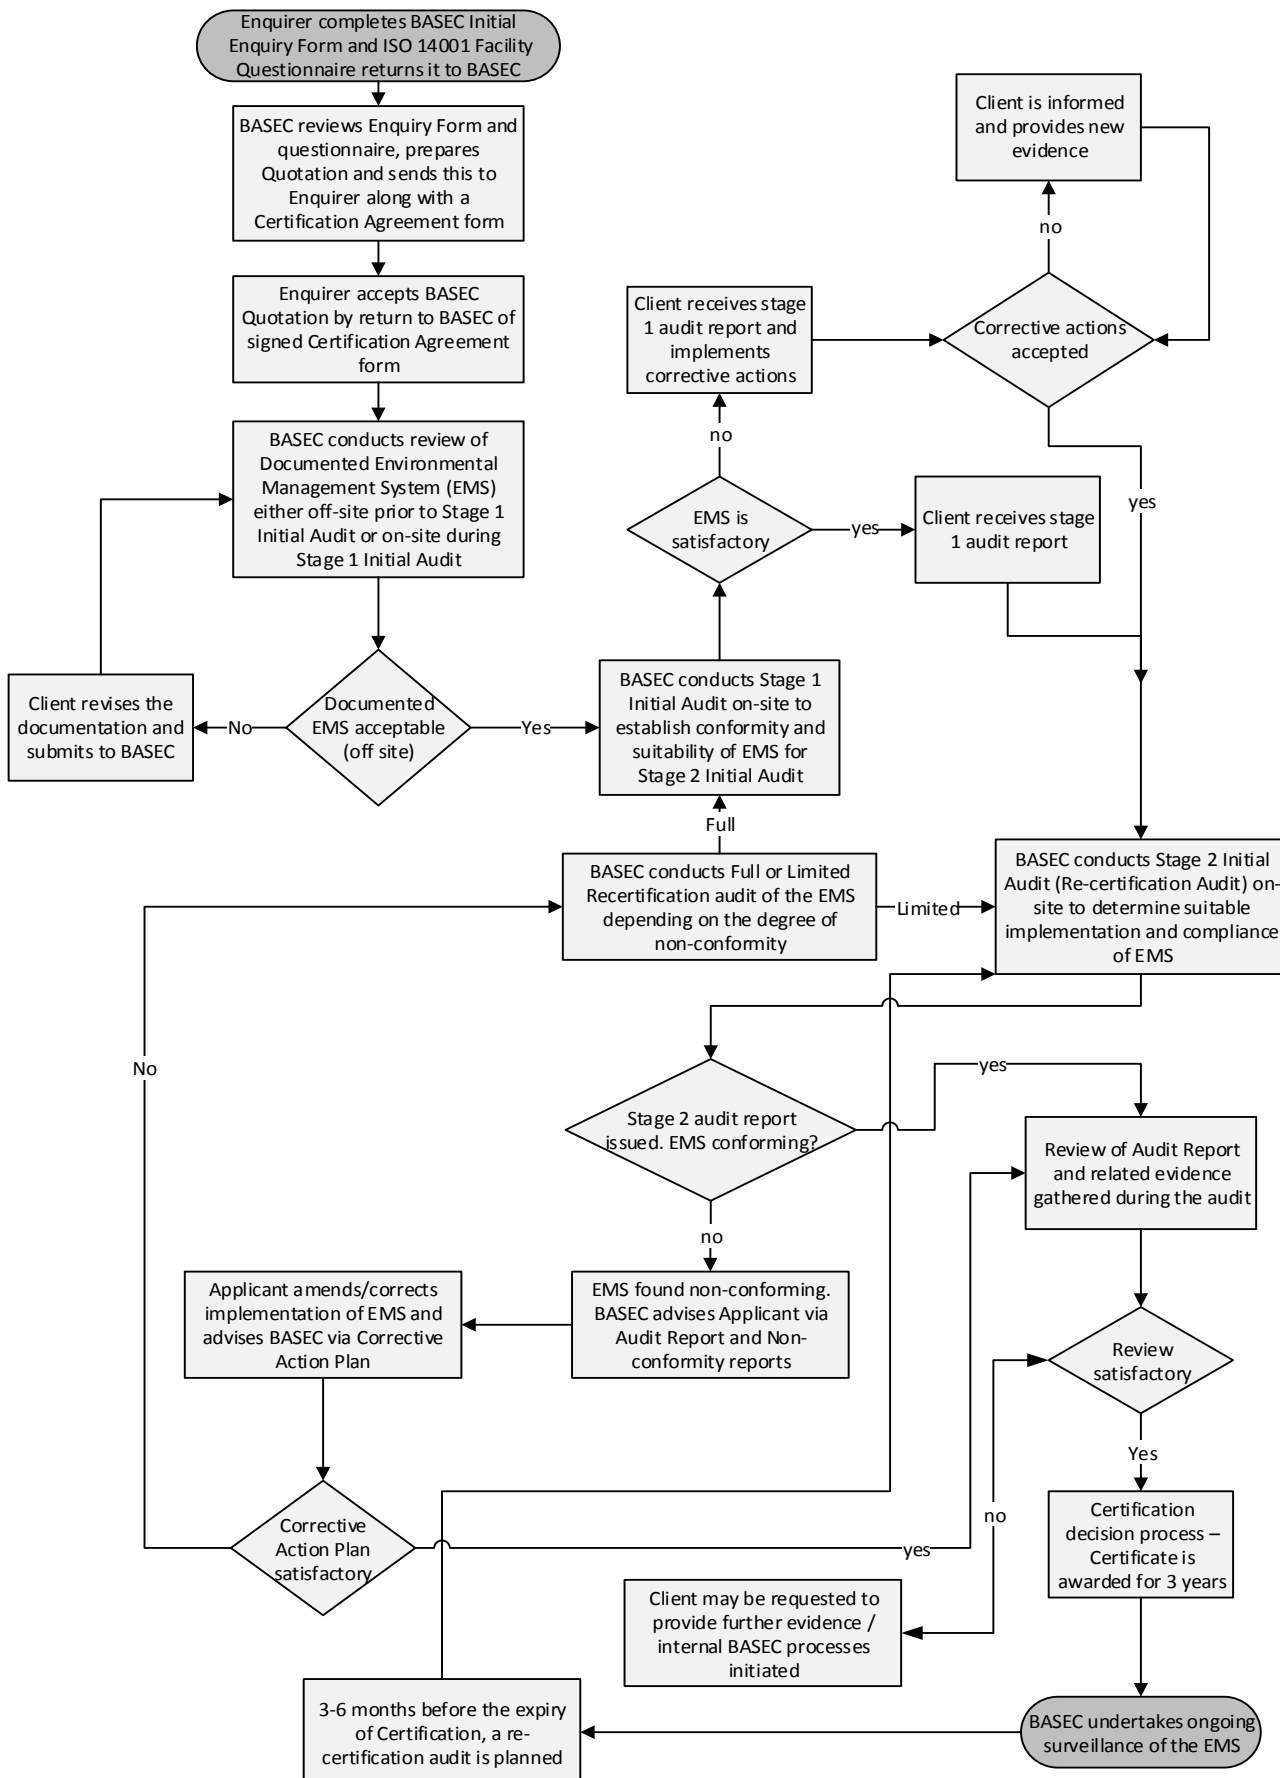 Enquirer completes BASEC Initial
Enquiry Form and ISO 14001 Facility
Questionnaire returns it to BASEC
BASEC reviews Enquiry Form and
questionnaire, prepares
Quotation and sends this to
Enquirer along with a
Certification Agreement form
Enquirer accepts BASEC
Quotation by return to BASEC of
signed Certification Agreement
form
BASEC conducts review of
Documented Environmental
Management System (EMS)
either off-site prior to Stage 1
Initial Audit or on-site during
Stage 1 Initial Audit
Documented
EMS acceptable
(off site)
No
Client revises the
documentation and
submits to BASEC
Yes
BASEC conducts Stage 1
Initial Audit on-site to
establish conformity and
suitability of EMS for
Stage 2 Initial Audit
EMS is
satisfactory
no
Client receives stage
1 audit report and
implements
corrective actions
yes
Client receives stage
1 audit report
Corrective actions
accepted
no
Client is informed
and provides new
evidence
yes
Full
BASEC conducts Full or Limited
Recertification audit of the EMS
depending on the degree of
non-conformity
Limited
BASEC conducts Stage 2 Initial
Audit (Re-certification Audit) on-
site to determine suitable
implementation and compliance
of EMS
Stage 2 audit report
issued. EMS conforming?
yes
Review of Audit Report
and related evidence
gathered during the audit
no
EMS found non-conforming.
BASEC advises Applicant via
Audit Report and Non-
conformity reports
Applicant amends/corrects
implementation of EMS and
advises BASEC via Corrective
Action Plan
Corrective
Action Plan
satisfactory
No
yes
Review
satisfactory
no
Client may be requested to
provide further evidence /
internal BASEC processes
initiated
Yes
Certification
decision process –
Certificate is
awarded for 3 years
BASEC undertakes ongoing
surveillance of the EMS
3-6 months before the expiry
of Certification, a re-
certification audit is planned